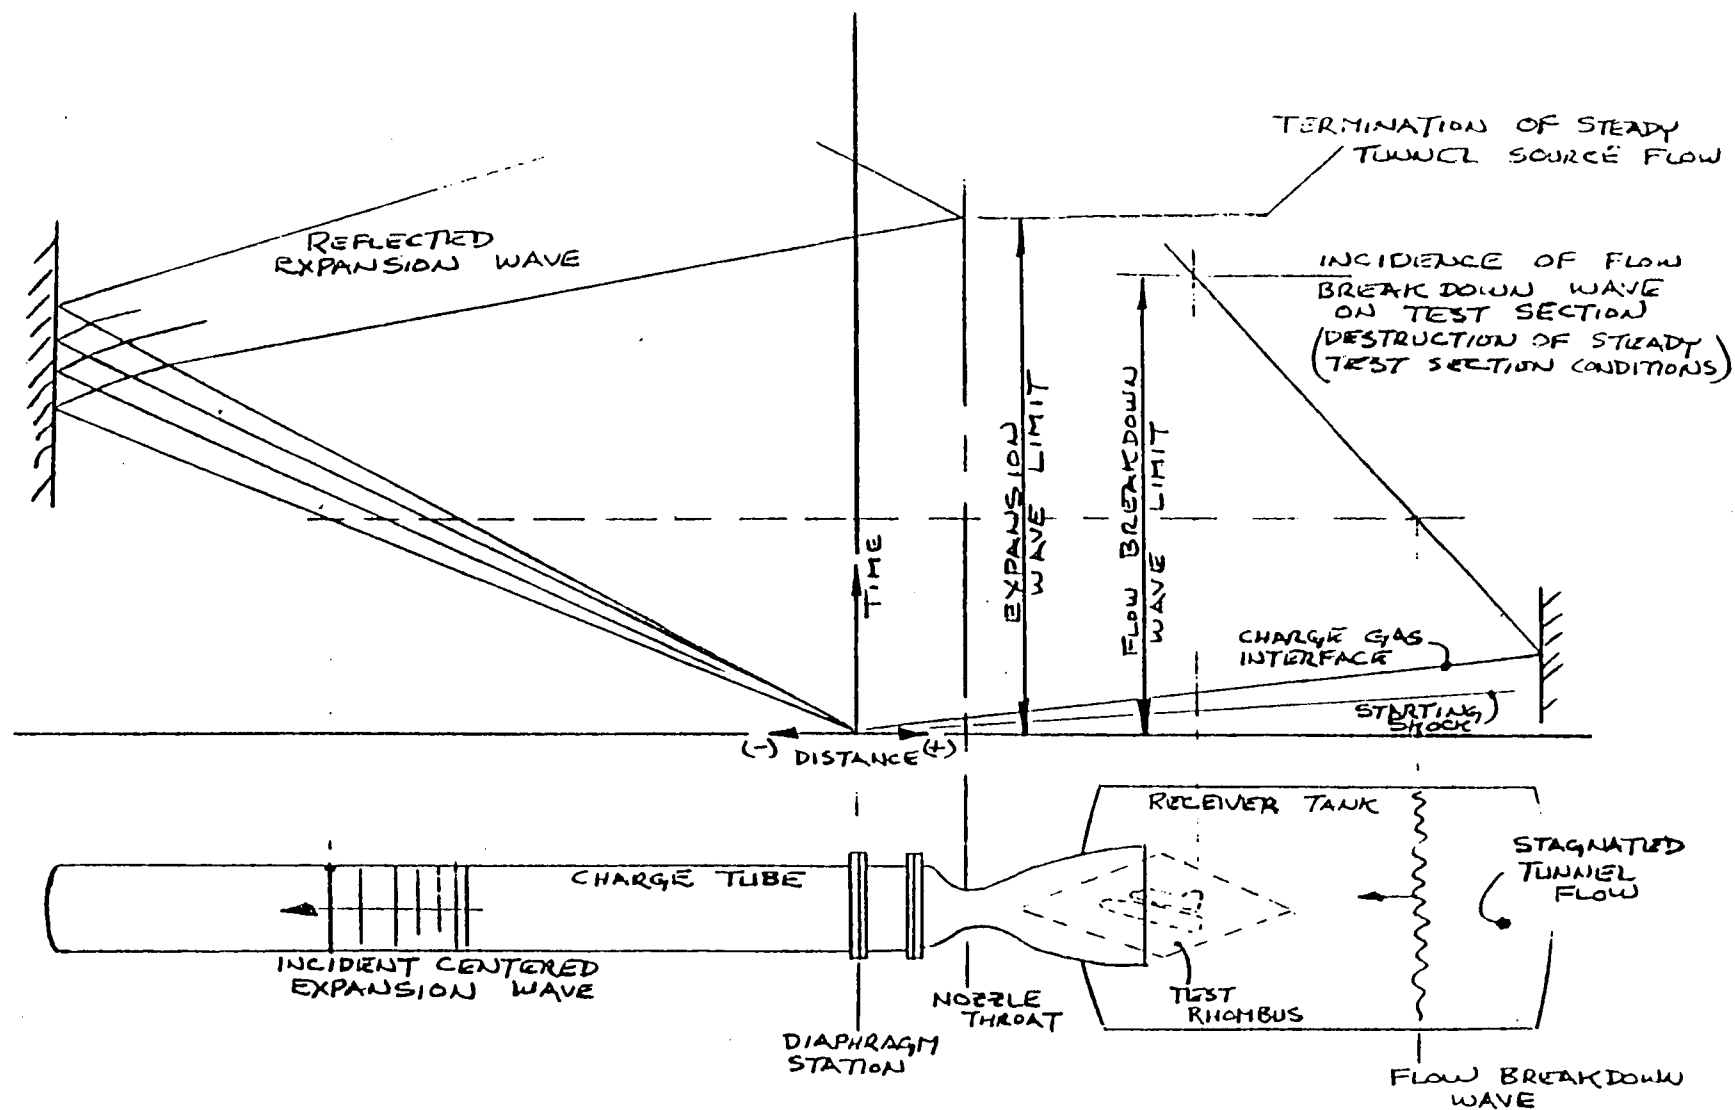 TERMINATION OF STEADY
TUNNEL SOURCE FLOW
REFLECTED
EXPANSION WAVE
INCIDENCE OF FLOW
BREAKDOWN WAVE
ON TEST SECTION
(DESTRUCTION OF STEADY
TEST SECTION CONDITIONS)
EXPANSION
WAVE LIMIT
FLOW BREAKDOWN
WAVE LIMIT
TIME
CHARGE GAS
INTERFACE
STARTING
SHOCK
(-) DISTANCE (+)
RECEIVER TANK
CHARGE TUBE
STAGNATED
TUNNEL
FLOW
INCIDENT CENTERED
EXPANSION WAVE
NOZZLE
THROAT
TEST
RHOMBUS
DIAPHRAGM
STATION
FLOW BREAKDOWN
WAVE